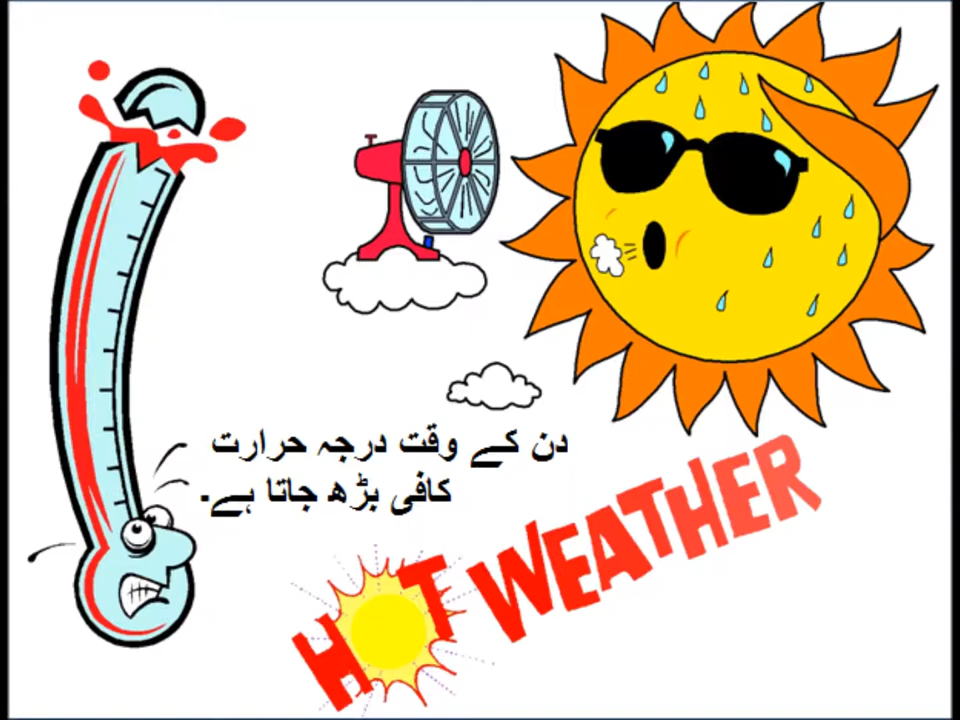 دن کے وقت درجہ حرارت
کافی بڑھ جاتا ہے۔
HOT WEATHER